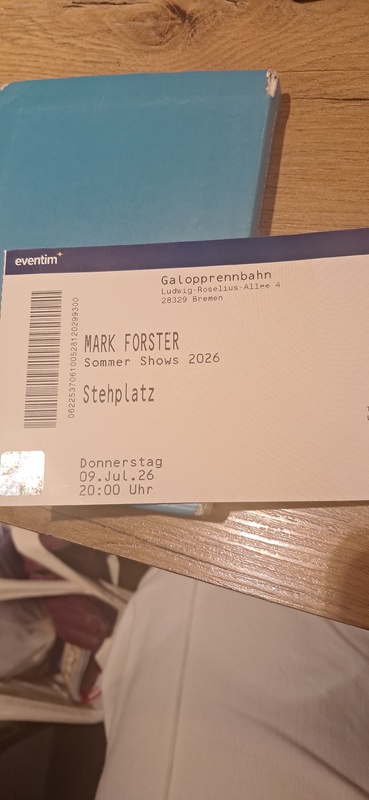 eventim
Galopprennbahn
Ludwig-Roselius-Allee 4
28329 Bremen
MARK FORSTER
Sommer Shows 2026
Stehplatz
Donnerstag
09.Jul.26
20:00 Uhr